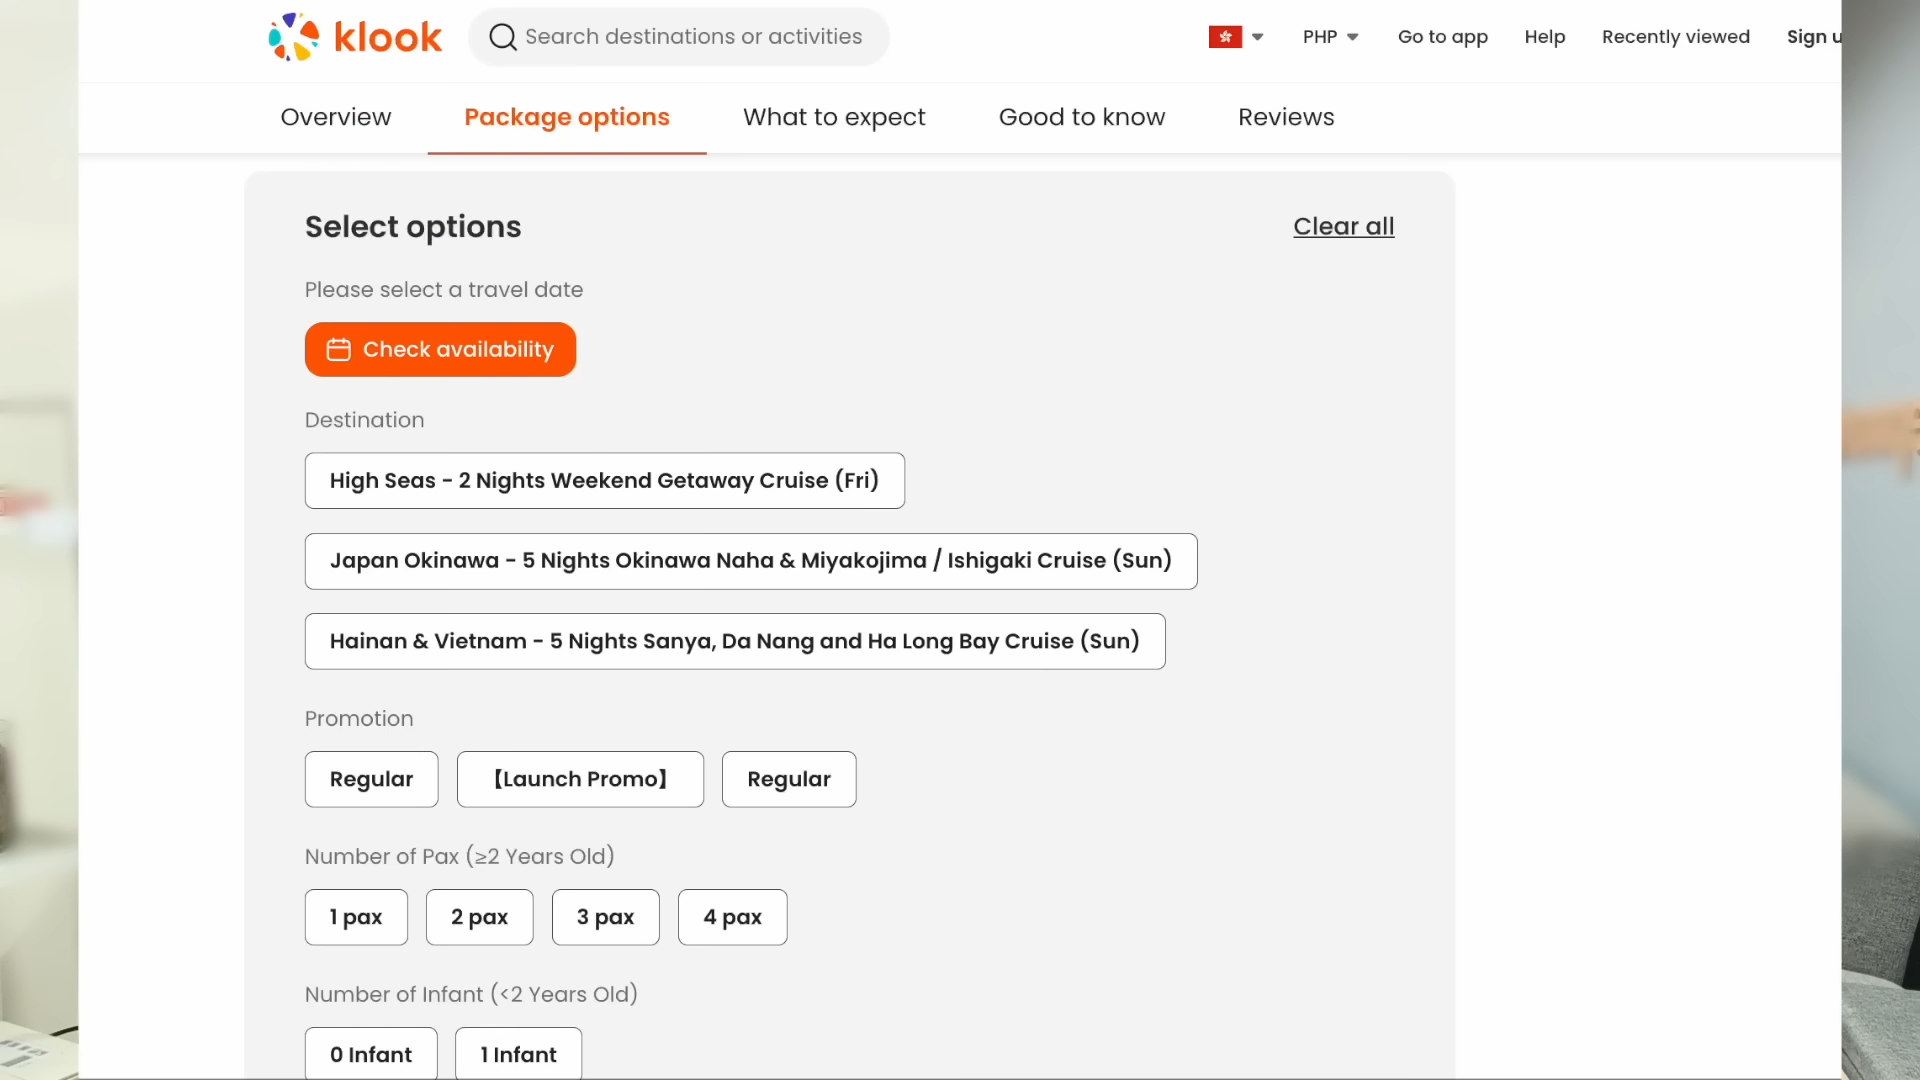 klook
Search destinations or activities
PHP
Go to app
Help
Recently viewed
Sign u
Overview
Package options
What to expect
Good to know
Reviews
Select options
Clear all
Please select a travel date
Check availability
Destination
High Seas - 2 Nights Weekend Getaway Cruise (Fri)
Japan Okinawa - 5 Nights Okinawa Naha & Miyakojima / Ishigaki Cruise (Sun)
Hainan & Vietnam - 5 Nights Sanya, Da Nang and Ha Long Bay Cruise (Sun)
Promotion
Regular
【Launch Promo】
Regular
Number of Pax (≥2 Years Old)
1 pax
2 pax
3 pax
4 pax
Number of Infant (<2 Years Old)
0 Infant
1 Infant